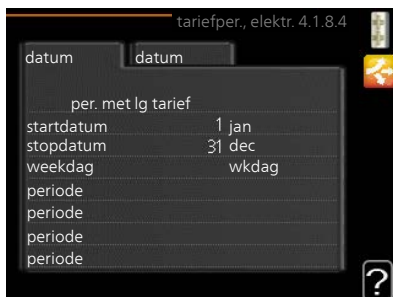 tariefper., elektr. 4.1.8.4
datum datum
per. met lg tarief
startdatum 1 jan
stopdatum 31 dec
weekdag wkdag
periode
periode
periode
periode
?